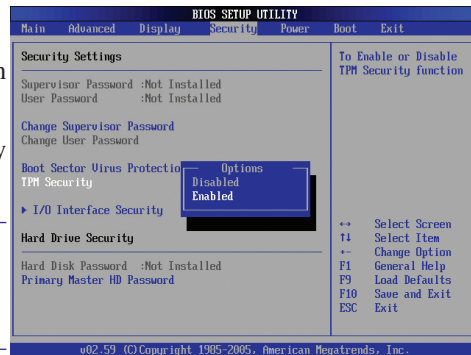 BIOS SETUP UTILITY
Main Advanced Display Security Power Boot Exit
Security Settings
Supervisor Password :Not Installed
User Password :Not Installed
Change Supervisor Password
Change User Password
Boot Sector Virus Protectio
TPM Security
Options
Disabled
Enabled
▶ I/O Interface Security
Hard Drive Security
Hard Disk Password :Not Installed
Primary Master HD Password
To Enable or Disable
TPM Security function
↔ Select Screen
↑↓ Select Item
+- Change Option
F1 General Help
F9 Load Defaults
F10 Save and Exit
ESC Exit
v02.59 (C)Copyright 1985-2005, American Megatrends, Inc.